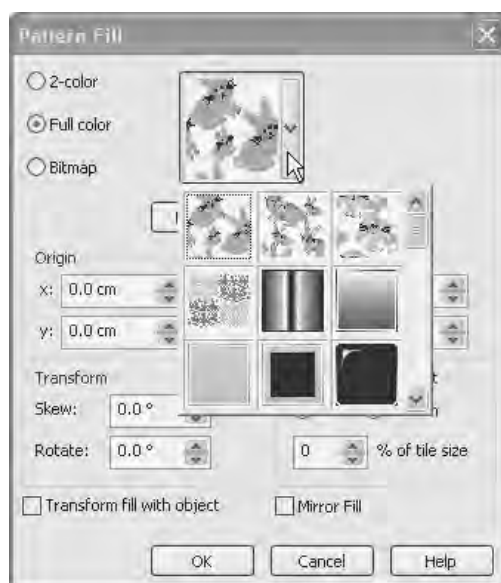 Pattern Fill
2-color
Full color
Bitmap
Origin
x: 0.0 cm
y: 0.0 cm
Transform
Skew: 0.0 °
Rotate: 0.0 °
0 % of tile size
Transform fill with object
Mirror Fill
OK Cancel Help